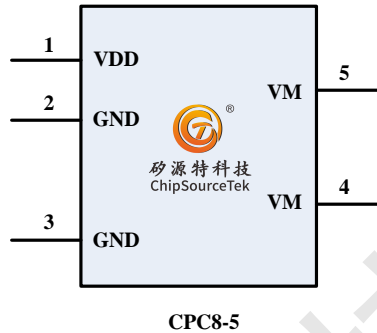 1
VDD
5
VM
2
GND
®
矽源特科技
ChipSourceTek
4
VM
3
GND
CPC8-5